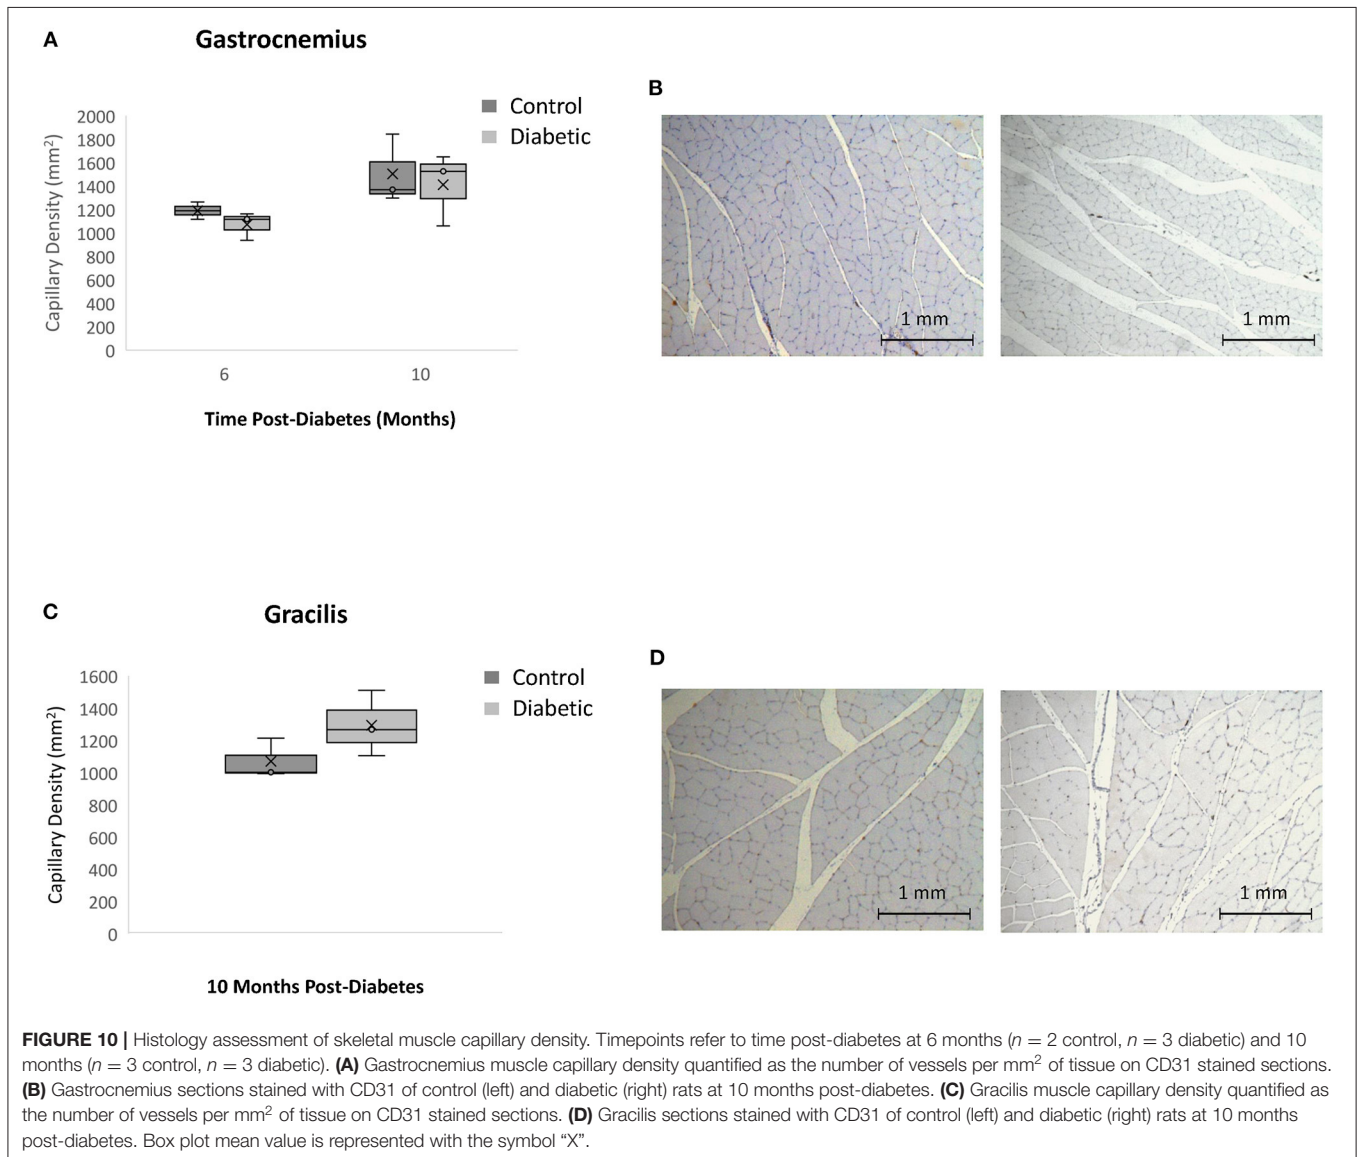 A
Gastrocnemius
Control
Diabetic
Capillary Density (mm²)
2000
1800
1600
1400
1200
1000
800
600
400
200
0
6
10
Time Post-Diabetes (Months)
B
1 mm
1 mm
C
Gracilis
Control
Diabetic
Capillary Density (mm²)
1600
1400
1200
1000
800
600
400
200
0
10 Months Post-Diabetes
D
1 mm
1 mm
FIGURE 10 | Histology assessment of skeletal muscle capillary density. Timepoints refer to time post-diabetes at 6 months (n = 2 control, n = 3 diabetic) and 10
months (n = 3 control, n = 3 diabetic). (A) Gastrocnemius muscle capillary density quantified as the number of vessels per mm² of tissue on CD31 stained sections.
(B) Gastrocnemius sections stained with CD31 of control (left) and diabetic (right) rats at 10 months post-diabetes. (C) Gracilis muscle capillary density quantified as
the number of vessels per mm² of tissue on CD31 stained sections. (D) Gracilis sections stained with CD31 of control (left) and diabetic (right) rats at 10 months
post-diabetes. Box plot mean value is represented with the symbol “X”.